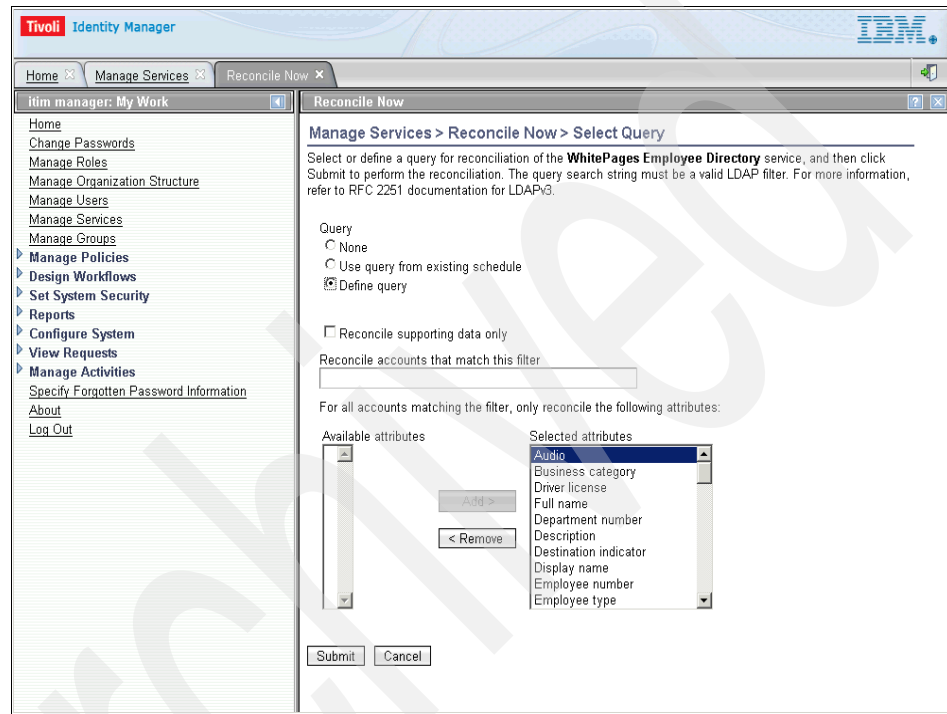 Tivoli Identity Manager
IBM.
Home Manage Services Reconcile Now
itim manager: My Work
Home
Change Passwords
Manage Roles
Manage Organization Structure
Manage Users
Manage Services
Manage Groups
Manage Policies
Design Workflows
Set System Security
Reports
Configure System
View Requests
Manage Activities
Specify Forgotten Password Information
About
Log Out
Reconcile Now ?
Manage Services > Reconcile Now > Select Query
Select or define a query for reconciliation of the WhitePages Employee Directory service, and then click
Submit to perform the reconciliation. The query search string must be a valid LDAP filter. For more information,
refer to RFC 2251 documentation for LDAPv3.
Query
None
Use query from existing schedule
Define query
Reconcile supporting data only
Reconcile accounts that match this filter
For all accounts matching the filter, only reconcile the following attributes:
Available attributes
Add >
< Remove
Selected attributes
Audio
Business category
Driver license
Full name
Department number
Description
Destination indicator
Display name
Employee number
Employee type
Submit Cancel
Archived